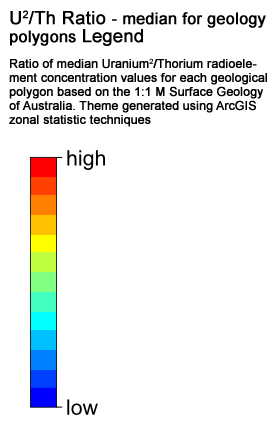 U²/Th Ratio - median for geology
polygons Legend
Ratio of median Uranium²/Thorium radioele-
ment concentration values for each geological
polygon based on the 1:1 M Surface Geology
of Australia. Theme generated using ArcGIS
zonal statistic techniques
high
low